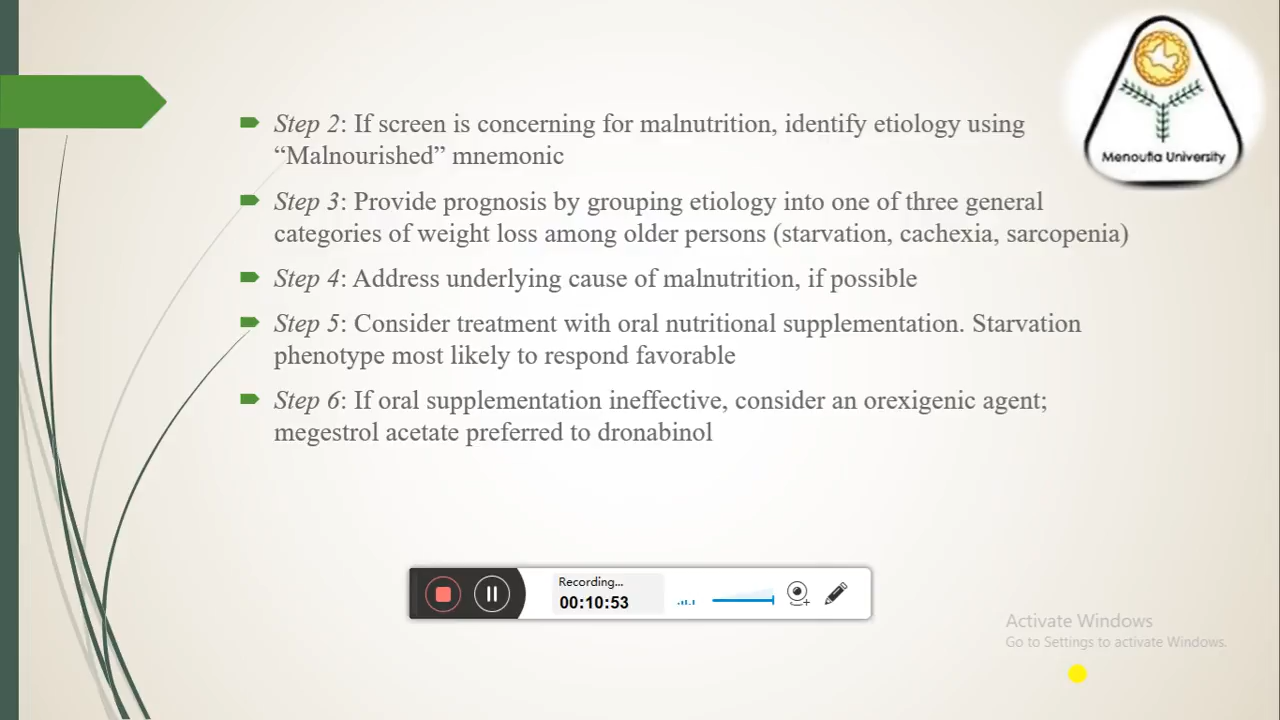 Step 2: If screen is concerning for malnutrition, identify etiology using
“Malnourished” mnemonic
Step 3: Provide prognosis by grouping etiology into one of three general
categories of weight loss among older persons (starvation, cachexia, sarcopenia)
Step 4: Address underlying cause of malnutrition, if possible
Step 5: Consider treatment with oral nutritional supplementation. Starvation
phenotype most likely to respond favorable
Step 6: If oral supplementation ineffective, consider an orexigenic agent;
megestrol acetate preferred to dronabinol
Menoufia University
Recording...
00:10:53
Activate Windows
Go to Settings to activate Windows.